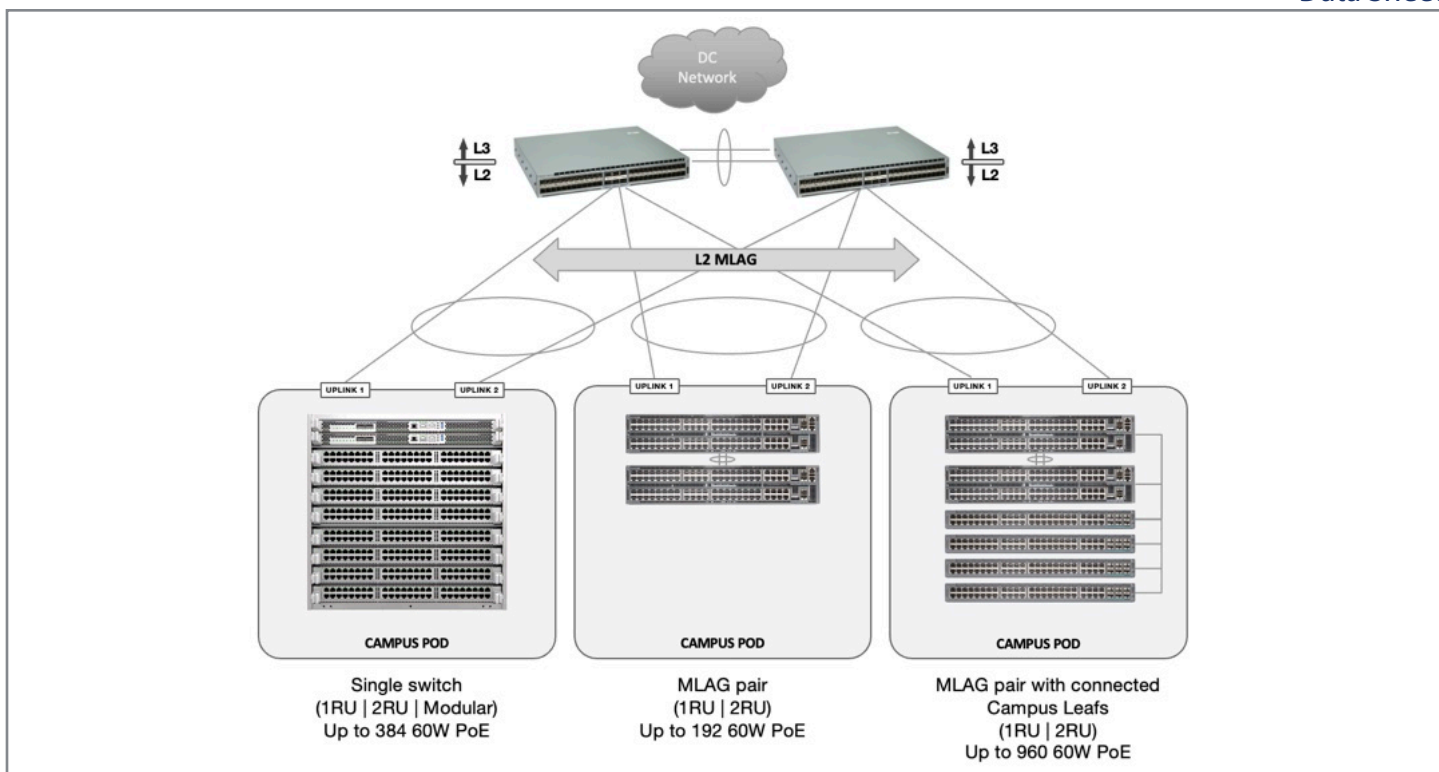 DC
Network
L3
L2
L3
L2
L2 MLAG
UPLINK 1
UPLINK 2
UPLINK 1
UPLINK 2
UPLINK 1
UPLINK 2
CAMPUS POD
CAMPUS POD
CAMPUS POD
Single switch
(1RU | 2RU | Modular)
Up to 384 60W PoE
MLAG pair
(1RU | 2RU)
Up to 192 60W PoE
MLAG pair with connected
Campus Leafs
(1RU | 2RU)
Up to 960 60W PoE